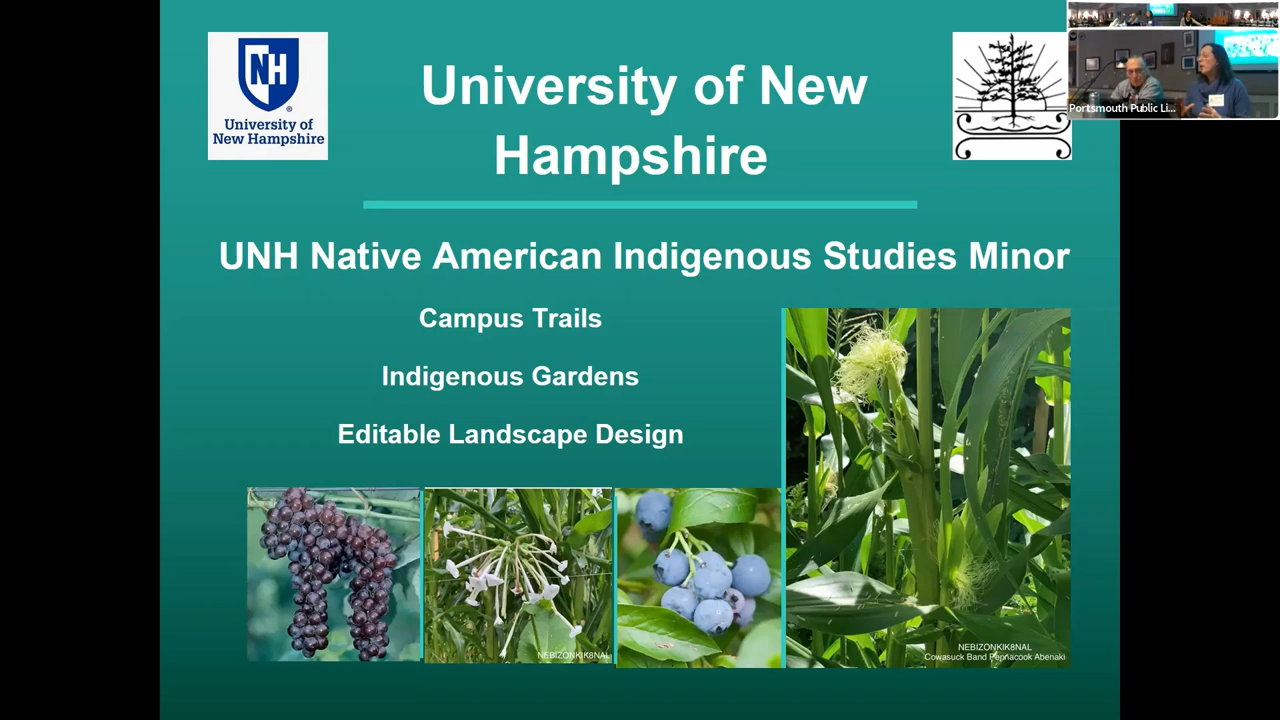 University of New
Hampshire
NH
®
University of
New Hampshire
Portsmouth Public Li...
UNH Native American Indigenous Studies Minor
Campus Trails
Indigenous Gardens
Editable Landscape Design
NEBIZONKIK8NAL
NEBIZONKIK8NAL
Cowasuck Band Pennacook Abenaki